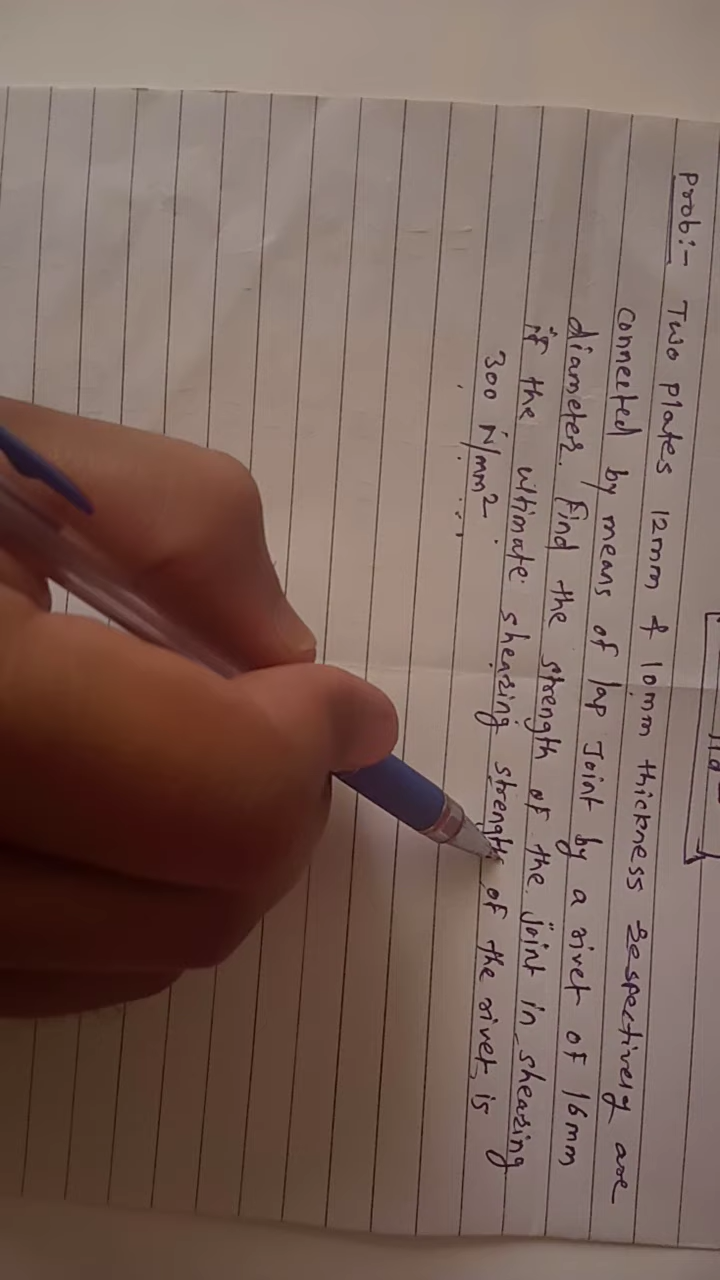 Prob:- Two plates 12mm & 10mm thickness respectively are
connected by means of lap joint by a rivet of 16mm
diameter. Find the strength of the joint in shearing
if the ultimate shearing strength of the rivet is
300 N/mm²